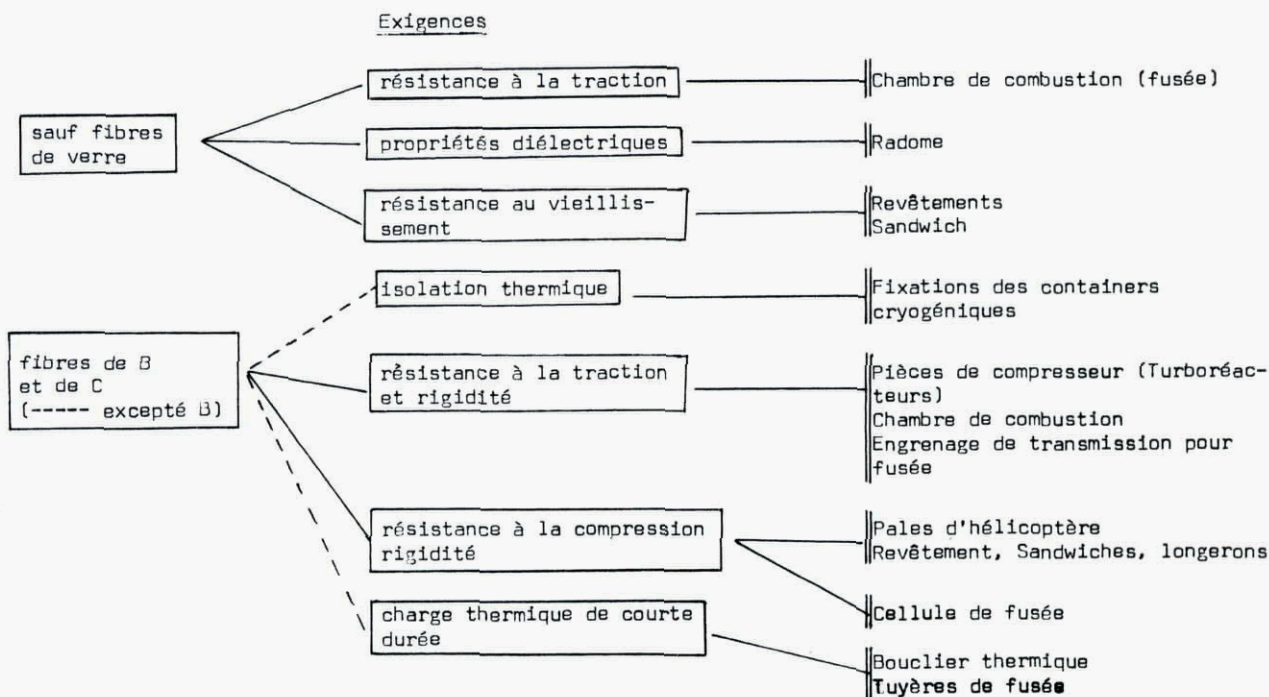 Exigences
résistance à la traction
Chambre de combustion (fusée)
sauf fibres
de verre
propriétés diélectriques
Radome
résistance au vieillis-
sement
Revêtements
Sandwich
isolation thermique
Fixations des containers
cryogéniques
fibres de B
et de C
(----- excepté B)
résistance à la traction
et rigidité
Pièces de compresseur (Turboréac-
teurs)
Chambre de combustion
Engrenage de transmission pour
fusée
résistance à la compression
rigidité
Pales d'hélicoptère
Revêtement, Sandwiches, longerons
Cellule de fusée
charge thermique de courte
durée
Bouclier thermique
Tuyères de fusée